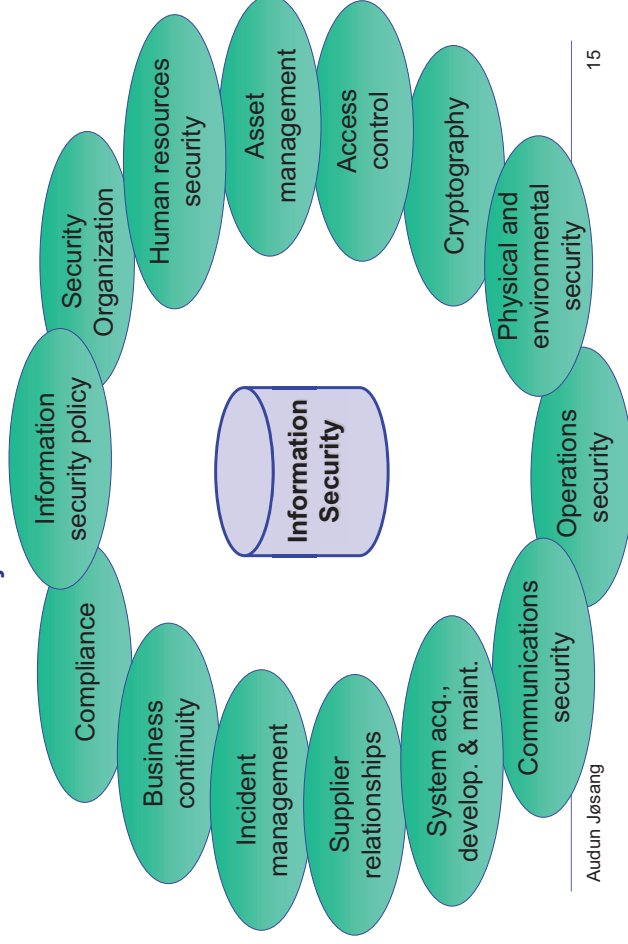 Information
security policy
Security
Organization
Human resources
security
Asset
management
Access
control
Cryptography
Physical and
environmental
security
Operations
security
Communications
security
System acq.,
develop. & maint.
Supplier
relationships
Incident
management
Business
continuity
Compliance
Information
Security
Audun Jøsang
15